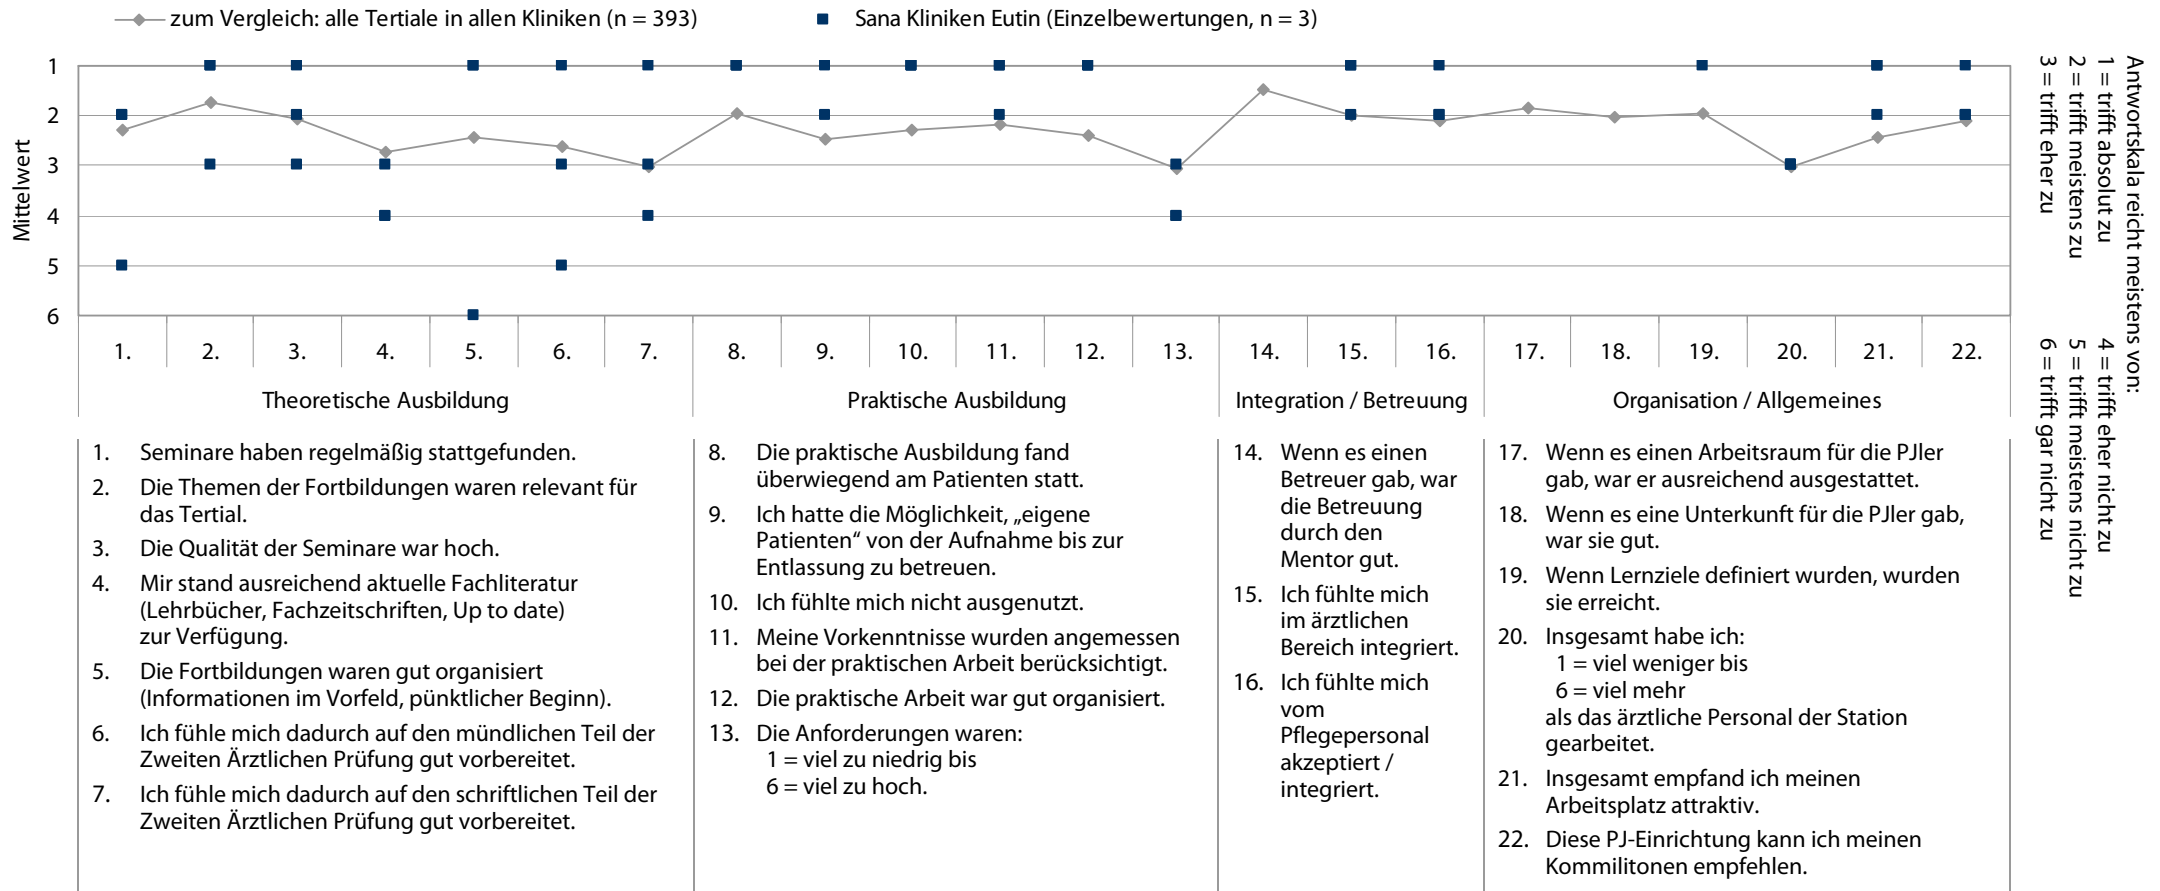 zum Vergleich: alle Tertiale in allen Kliniken (n = 393)
Sana Kliniken Eutin (Einzelbewertungen, n = 3)
Mittelwert
1
2
3
4
5
6
1. 2. 3. 4. 5. 6. 7. 8. 9. 10. 11. 12. 13. 14. 15. 16. 17. 18. 19. 20. 21. 22.
Theoretische Ausbildung
Praktische Ausbildung
Integration / Betreuung
Organisation / Allgemeines
1. Seminare haben regelmäßig stattgefunden.
2. Die Themen der Fortbildungen waren relevant für
das Tertial.
3. Die Qualität der Seminare war hoch.
4. Mir stand ausreichend aktuelle Fachliteratur
(Lehrbücher, Fachzeitschriften, Up to date)
zur Verfügung.
5. Die Fortbildungen waren gut organisiert
(Informationen im Vorfeld, pünktlicher Beginn).
6. Ich fühle mich dadurch auf den mündlichen Teil der
Zweiten Ärztlichen Prüfung gut vorbereitet.
7. Ich fühle mich dadurch auf den schriftlichen Teil der
Zweiten Ärztlichen Prüfung gut vorbereitet.
8. Die praktische Ausbildung fand
überwiegend am Patienten statt.
9. Ich hatte die Möglichkeit, „eigene
Patienten“ von der Aufnahme bis zur
Entlassung zu betreuen.
10. Ich fühlte mich nicht ausgenutzt.
11. Meine Vorkenntnisse wurden angemessen
bei der praktischen Arbeit berücksichtigt.
12. Die praktische Arbeit war gut organisiert.
13. Die Anforderungen waren:
1 = viel zu niedrig bis
6 = viel zu hoch.
14. Wenn es einen
Betreuer gab, war
die Betreuung
durch den
Mentor gut.
15. Ich fühlte mich
im ärztlichen
Bereich integriert.
16. Ich fühlte mich
vom
Pflegepersonal
akzeptiert /
integriert.
17. Wenn es einen Arbeitsraum für die PJler
gab, war er ausreichend ausgestattet.
18. Wenn es eine Unterkunft für die PJler gab,
war sie gut.
19. Wenn Lernziele definiert wurden, wurden
sie erreicht.
20. Insgesamt habe ich:
1 = viel weniger bis
6 = viel mehr
als das ärztliche Personal der Station
gearbeitet.
21. Insgesamt empfand ich meinen
Arbeitsplatz attraktiv.
22. Diese PJ-Einrichtung kann ich meinen
Kommilitonen empfehlen.
Antwortskala reicht meistens von:
1 = trifft absolut zu
2 = trifft meistens zu
3 = trifft eher zu
4 = trifft eher nicht zu
5 = trifft meistens nicht zu
6 = trifft gar nicht zu